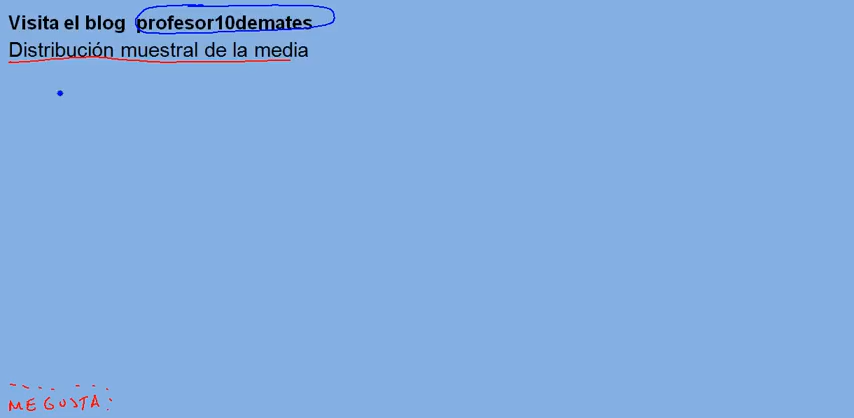 Visita el blog profesor10demates
Distribución muestral de la media
ME GUSTA: